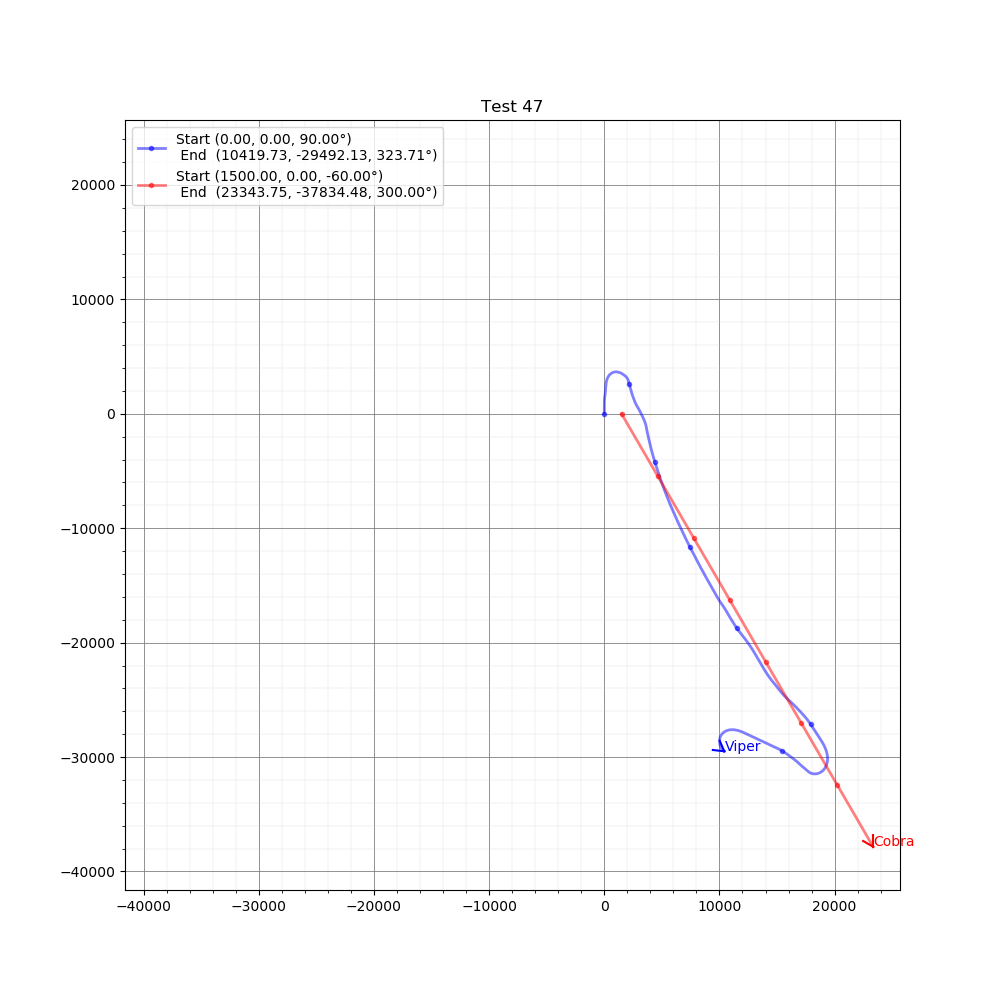 Test 47
Start (0.00, 0.00, 90.00°)
End (10419.73, -29492.13, 323.71°)
Start (1500.00, 0.00, -60.00°)
End (23343.75, -37834.48, 300.00°)
20000
10000
0
−10000
−20000
−30000
−40000
Viper
Cobra
−40000 −30000 −20000 −10000 0 10000 20000